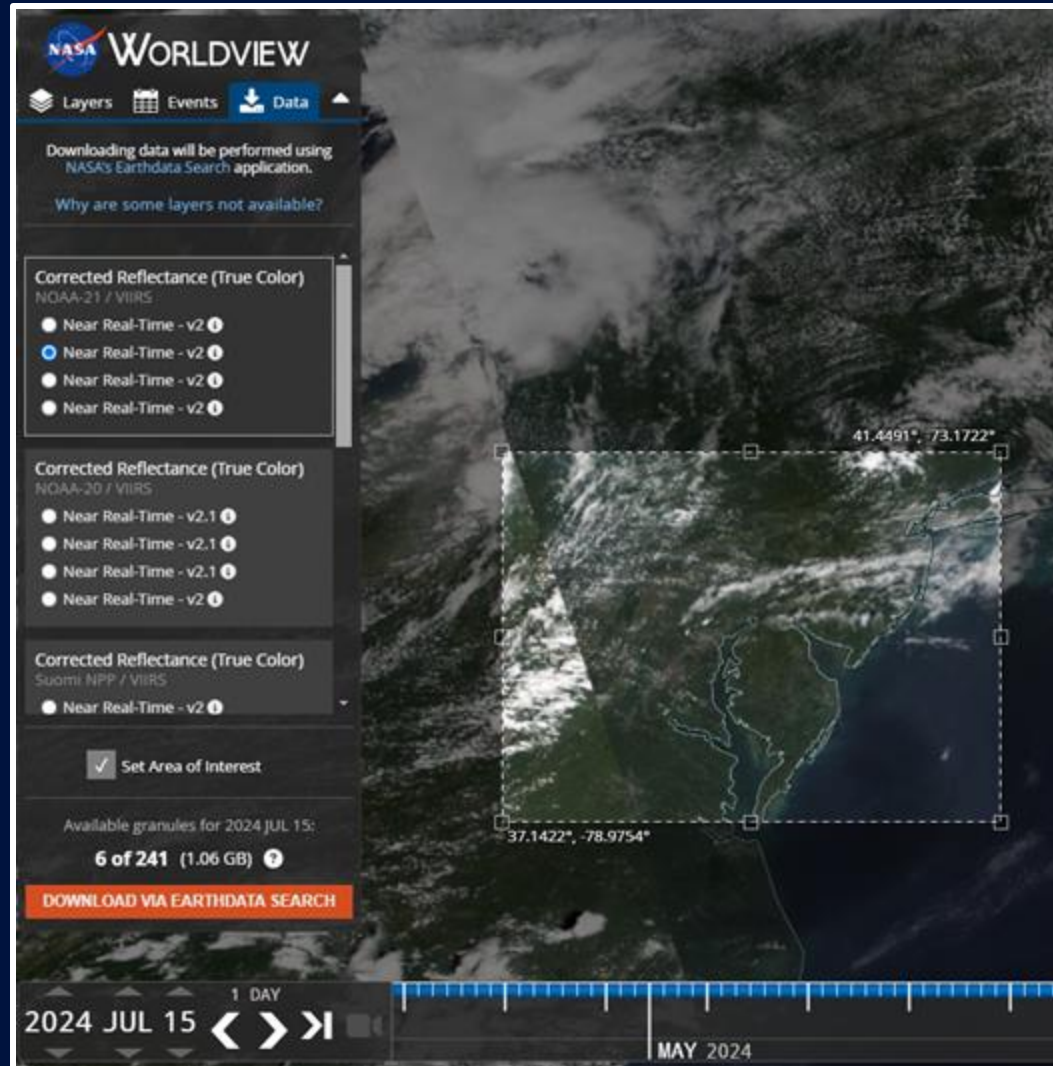 NASA WORLDVIEW
Layers Events Data
Downloading data will be performed using
NASA's Earthdata Search application.
Why are some layers not available?
Corrected Reflectance (True Color)
NOAA-21 / VIIRS
Near Real-Time - v2
Near Real-Time - v2
Near Real-Time - v2
Near Real-Time - v2
Corrected Reflectance (True Color)
NOAA-20 / VIIRS
Near Real-Time - v2.1
Near Real-Time - v2.1
Near Real-Time - v2.1
Near Real-Time - v2
Corrected Reflectance (True Color)
Suomi NPP / VIIRS
Near Real-Time - v2
Set Area of Interest
Available granules for 2024 JUL 15:
6 of 241 (1.06 GB) ?
DOWNLOAD VIA EARTHDATA SEARCH
41.4491°, -73.1722°
37.1422°, -78.9754°
1 DAY
2024 JUL 15
MAY 2024